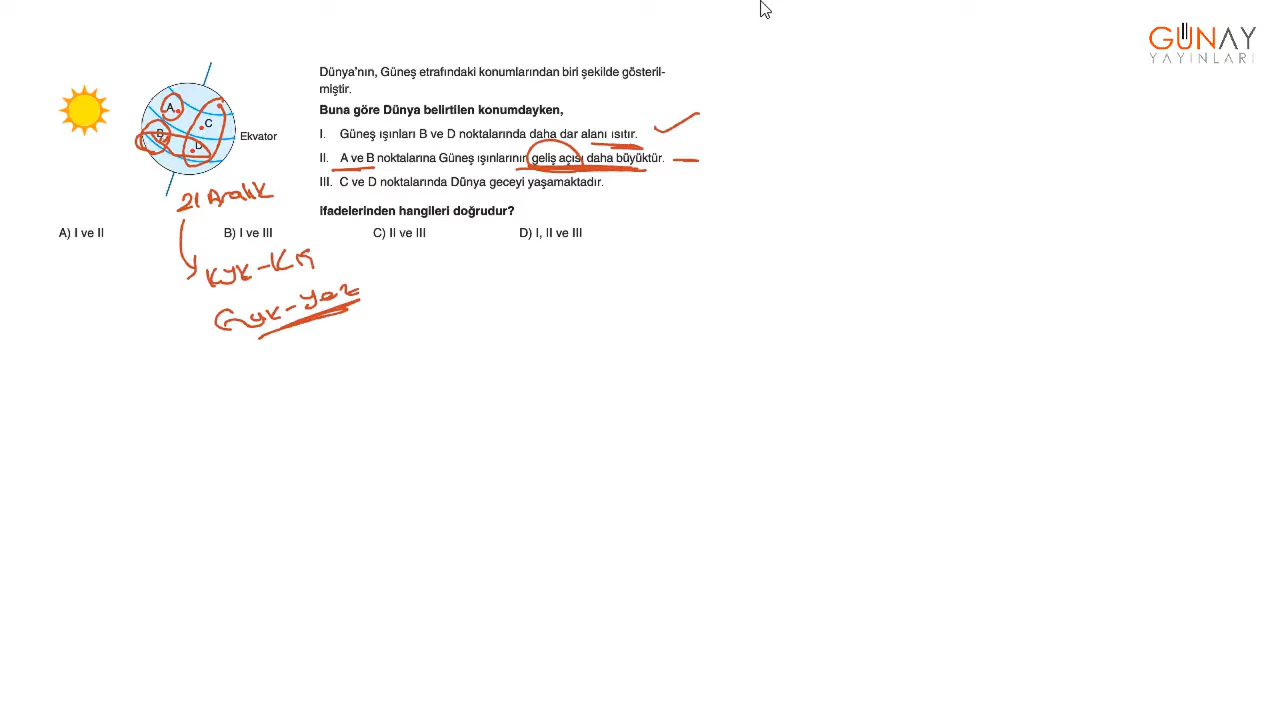 GÜNAY
YAYINLARI
Dünya'nın, Güneş etrafındaki konumlarından biri şekilde gösteril-
miştir.
Buna göre Dünya belirtilen konumdayken,
I. Güneş ışınları B ve D noktalarında daha dar alanı ısıtır.
II. A ve B noktalarına Güneş ışınlarının geliş açısı daha büyüktür.
III. C ve D noktalarında Dünya geceyi yaşamaktadır.
ifadelerinden hangileri doğrudur?
A
B
C
D
Ekvator
21 Aralık
KYK - Kış
GYK - Yaz
A) I ve II
B) I ve III
C) II ve III
D) I, II ve III